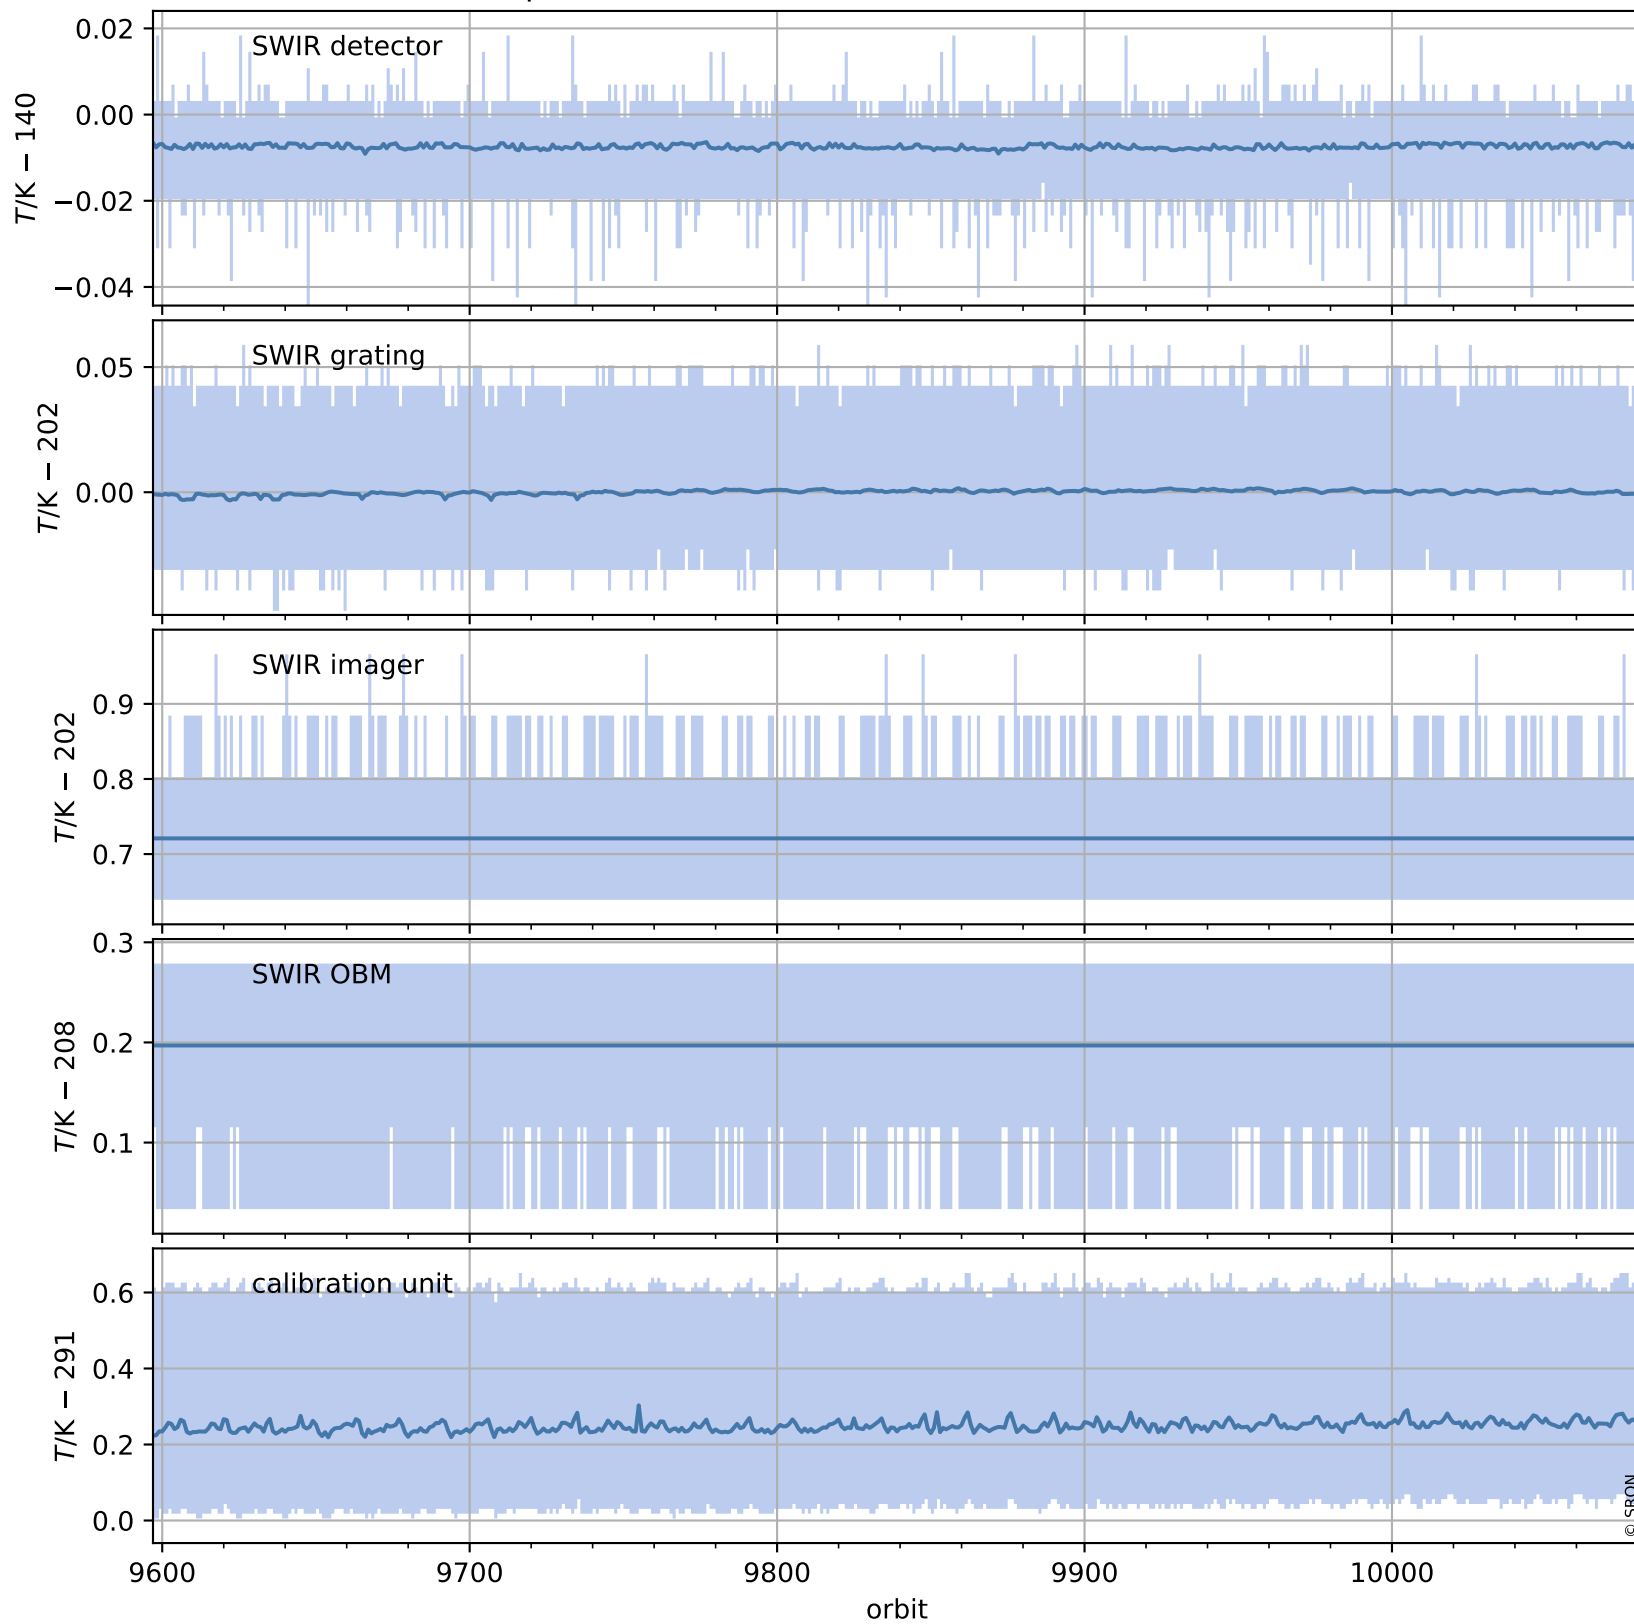 0.02
0.00
−0.02
−0.04
T/K − 140
SWIR detector
0.05
0.00
T/K − 202
SWIR grating
0.9
0.8
0.7
T/K − 202
SWIR imager
0.3
0.2
0.1
T/K − 208
SWIR OBM
0.6
0.4
0.2
0.0
T/K − 291
calibration unit
© SRON
9600 9700 9800 9900 10000
orbit